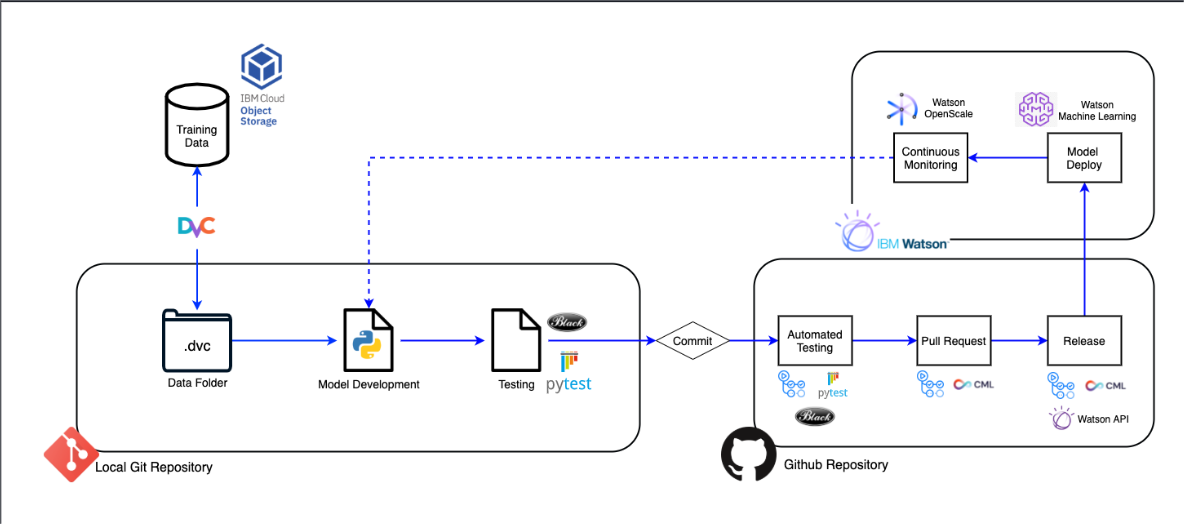 IBM Cloud
Object
Storage
Training
Data
DVC
.dvc
Data Folder
Model Development
Testing
Black
pytest
Local Git Repository
Commit
Watson
OpenScale
Watson
Machine Learning
Continuous
Monitoring
Model
Deploy
IBM Watson
Automated
Testing
pytest
Black
Pull Request
CML
Release
CML
Watson API
Github Repository